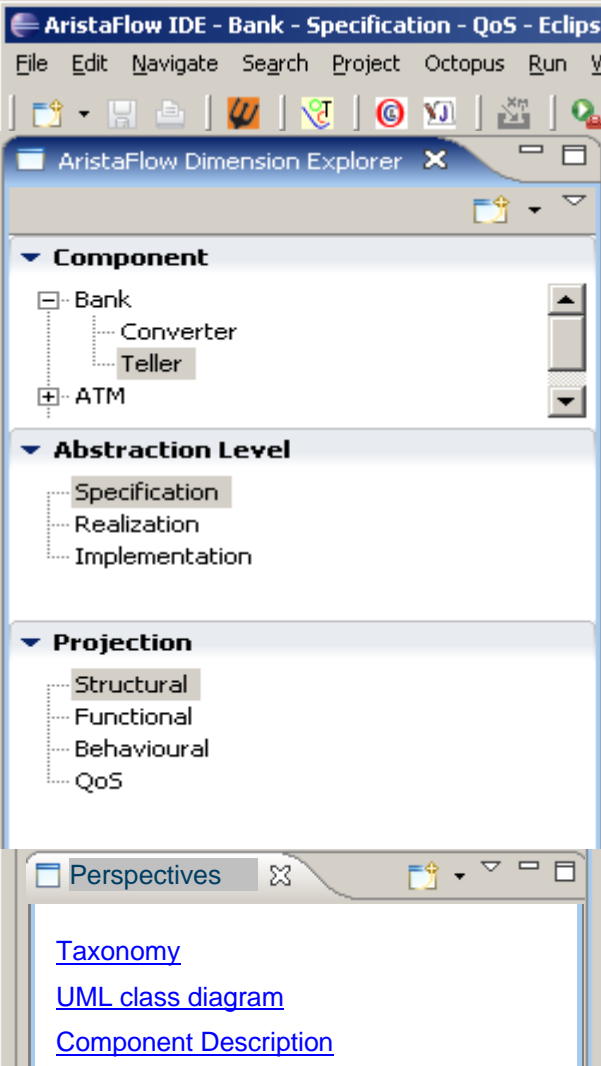 AristaFlow IDE - Bank - Specification - QoS - Eclips
File Edit Navigate Search Project Octopus Run
AristaFlow Dimension Explorer
Component
Bank
Converter
Teller
ATM
Abstraction Level
Specification
Realization
Implementation
Projection
Structural
Functional
Behavioural
QoS
Perspectives
Taxonomy
UML class diagram
Component Description